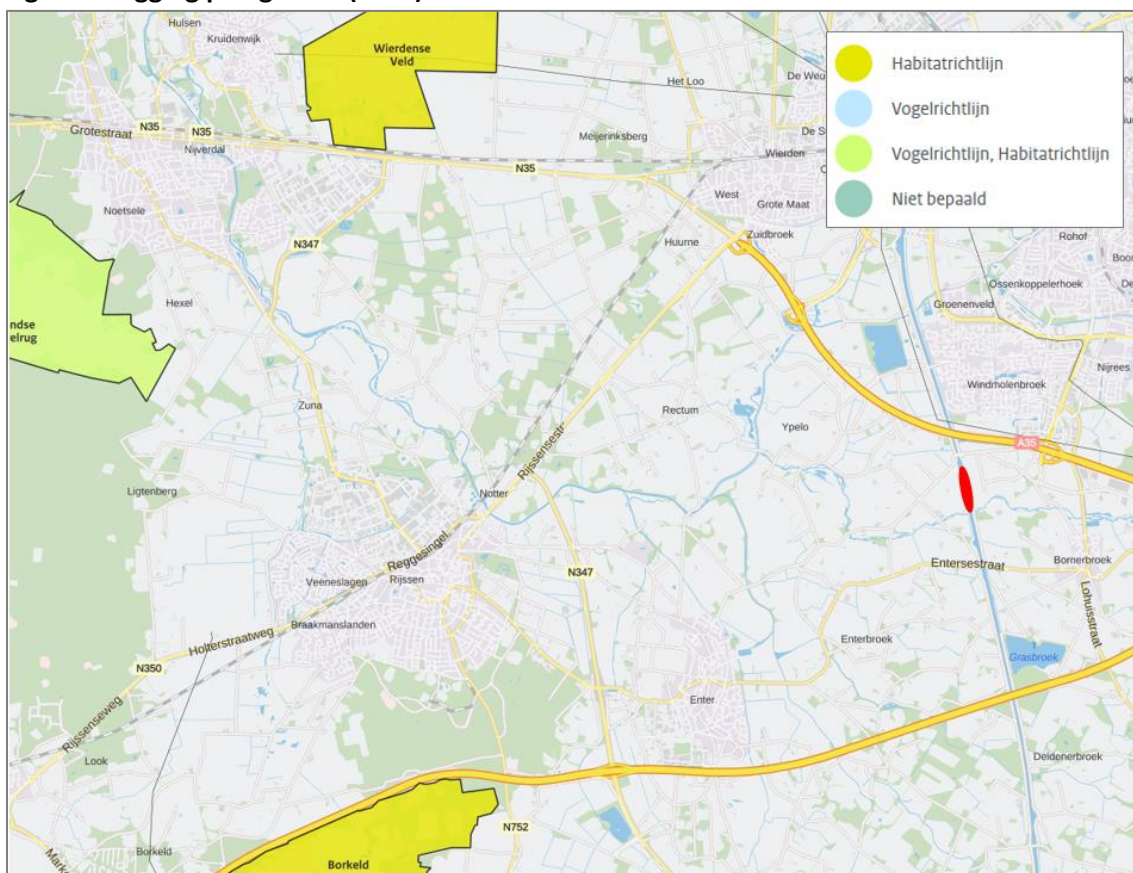 Hulsen
Kruidenwijk
Wierdense
Veld
Het Loo
De Weu
Habitatrichtlijn
Vogelrichtlijn
Vogelrichtlijn, Habitatrichtlijn
Niet bepaald
Grotestraat
N35
N35
Nijverdal
Meijerinksberg
De S
Wierden
N35
Noetsele
West
Grote Maat
N347
Huurne
Zuidbroek
Rohof
Boor
Ossenkoppelerhoek
De
Hexel
Groenenveld
ndse
elrug
Windmolenbroek
Nijrees
Zuna
Rectum
Ypelo
Rijssensestr
A35
Ligtenberg
Notter
Reggesingel
Entersestraat
Bornerbroek
Veeneslagen
Rijssen
N347
Lohuisstraat
Braakmanslanden
Holterstraatweg
Enterbroek
N350
Grasbroek
Rijssenseweg
Enter
Look
Deldenerbroek
N752
Borkeld
Borkeld
Marke